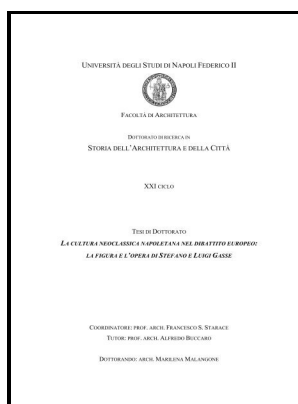 UNIVERSITÀ DEGLI STUDI DI NAPOLI FEDERICO II
FACOLTÀ DI ARCHITETTURA
DOTTORATO DI RICERCA IN
STORIA DELL'ARCHITETTURA E DELLA CITTÀ
XXI CICLO
TESI DI DOTTORATO
LA CULTURA NEOCLASSICA NAPOLETANA NEL DIBATTITO EUROPEO:
LA FIGURA E L'OPERA DI STEFANO E LUIGI GASSE
COORDINATORE: PROF. ARCH. FRANCESCO S. STARACE
TUTOR: PROF. ARCH. ALFREDO BUCCARO
DOTTORANDO: ARCH. MARILENA MALANGONE